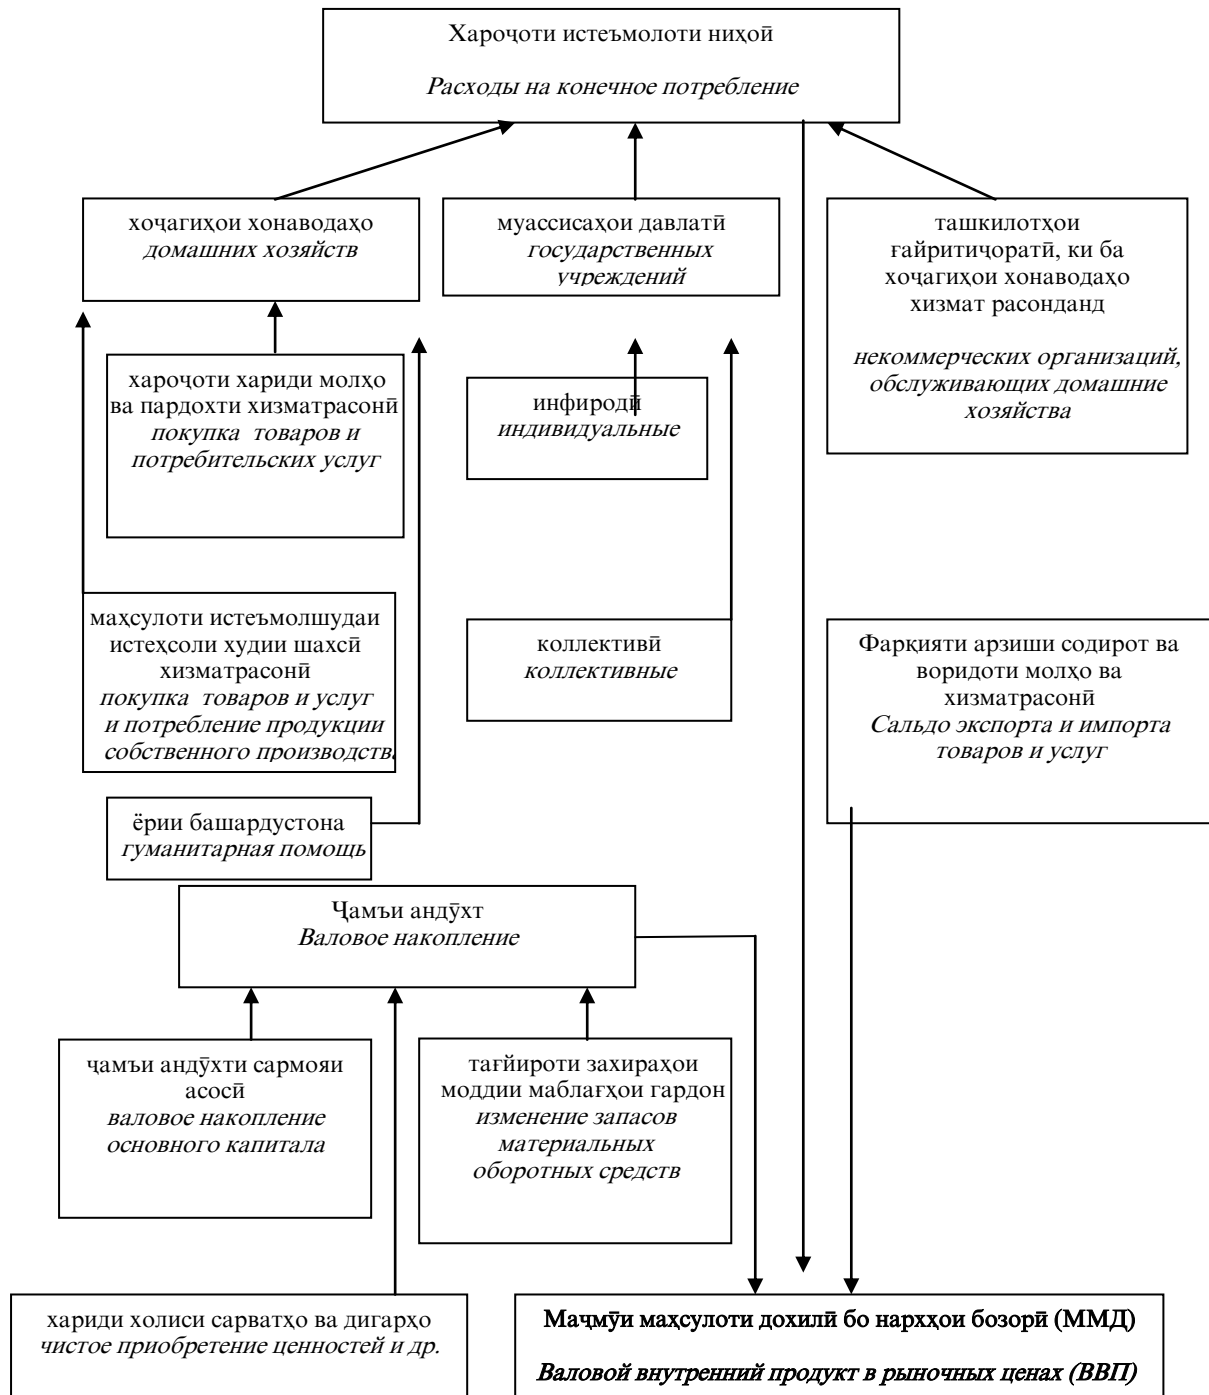 Хароҷоти истеъмолоти ниҳоӣ
Расходы на конечное потребление
хоҷагиҳои хонаводаҳо
домашних хозяйств
муассисаҳои давлатӣ
государственных
учреждений
ташкилотҳои
ғайритиҷоратӣ, ки ба
хоҷагиҳои хонаводаҳо
хизмат расонданд
некоммерческих организаций,
обслуживающих домашние
хозяйства
хароҷоти хариди молҳо
ва пардохти хизматрасонӣ
покупка товаров и
потребительских услуг
инфиродӣ
индивидуальные
маҳсулоти истеъмолшудаи
истеҳсоли худии шахсӣ
хизматрасонӣ
покупка товаров и услуг
и потребление продукции
собственного производства
коллективӣ
коллективные
Фарқияти арзиши содирот ва
воридоти молҳо ва
хизматрасонӣ
Сальдо экспорта и импорта
товаров и услуг
ёрии башардустона
гуманитарная помощь
Ҷамъи андӯхт
Валовое накопление
ҷамъи андӯхти сармояи
асосӣ
валовое накопление
основного капитала
тағйироти захираҳои
моддии маблағҳои гардон
изменение запасов
материальных
оборотных средств
хариди холиси сарватҳо ва дигарҳо
чистое приобретение ценностей и др.
Маҷмӯи маҳсулоти дохилӣ бо нархҳои бозорӣ (ММД)
Валовой внутренний продукт в рыночных ценах (ВВП)